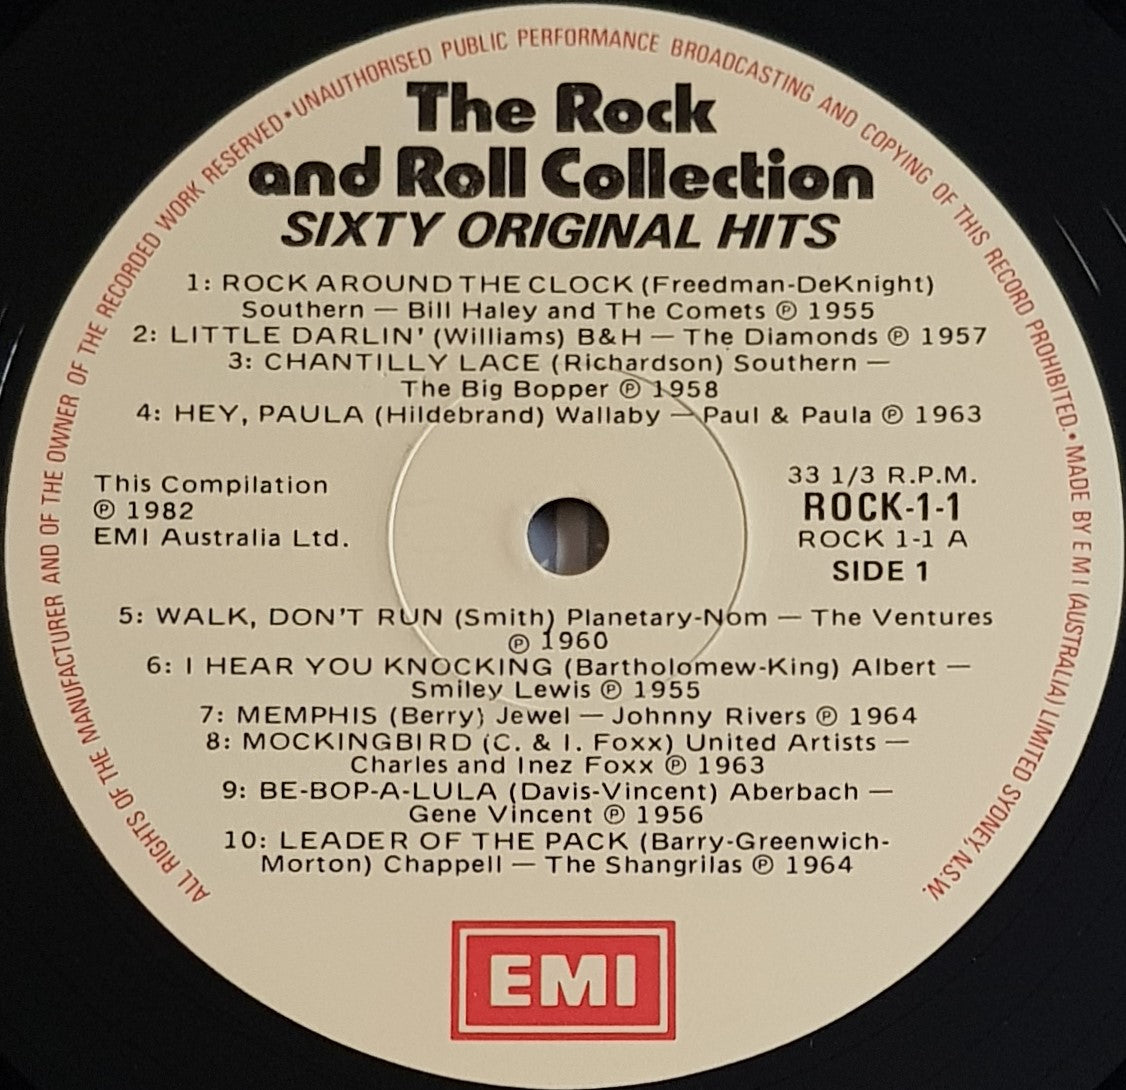 ALL RIGHTS OF THE MANUFACTURER AND OF THE OWNER OF THE RECORDED WORK RESERVED • UNAUTHORISED PUBLIC PERFORMANCE BROADCASTING AND COPYING OF THIS RECORD PROHIBITED. • MADE BY E M I (AUSTRALIA) LIMITED SYDNEY, N.S.W.
The Rock
and Roll Collection
SIXTY ORIGINAL HITS
1: ROCK AROUND THE CLOCK (Freedman-DeKnight)
Southern — Bill Haley and The Comets ℗ 1955
2: LITTLE DARLIN' (Williams) B&H — The Diamonds ℗ 1957
3: CHANTILLY LACE (Richardson) Southern —
The Big Bopper ℗ 1958
4: HEY, PAULA (Hildebrand) Wallaby — Paul & Paula ℗ 1963
This Compilation
℗ 1982
EMI Australia Ltd.
33 1/3 R.P.M.
ROCK-1-1
ROCK 1-1 A
SIDE 1
5: WALK, DON'T RUN (Smith) Planetary-Nom — The Ventures
℗ 1960
6: I HEAR YOU KNOCKING (Bartholomew-King) Albert —
Smiley Lewis ℗ 1955
7: MEMPHIS (Berry) Jewel — Johnny Rivers ℗ 1964
8: MOCKINGBIRD (C. & I. Foxx) United Artists —
Charles and Inez Foxx ℗ 1963
9: BE-BOP-A-LULA (Davis-Vincent) Aberbach —
Gene Vincent ℗ 1956
10: LEADER OF THE PACK (Barry-Greenwich-
Morton) Chappell — The Shangrilas ℗ 1964
EMI